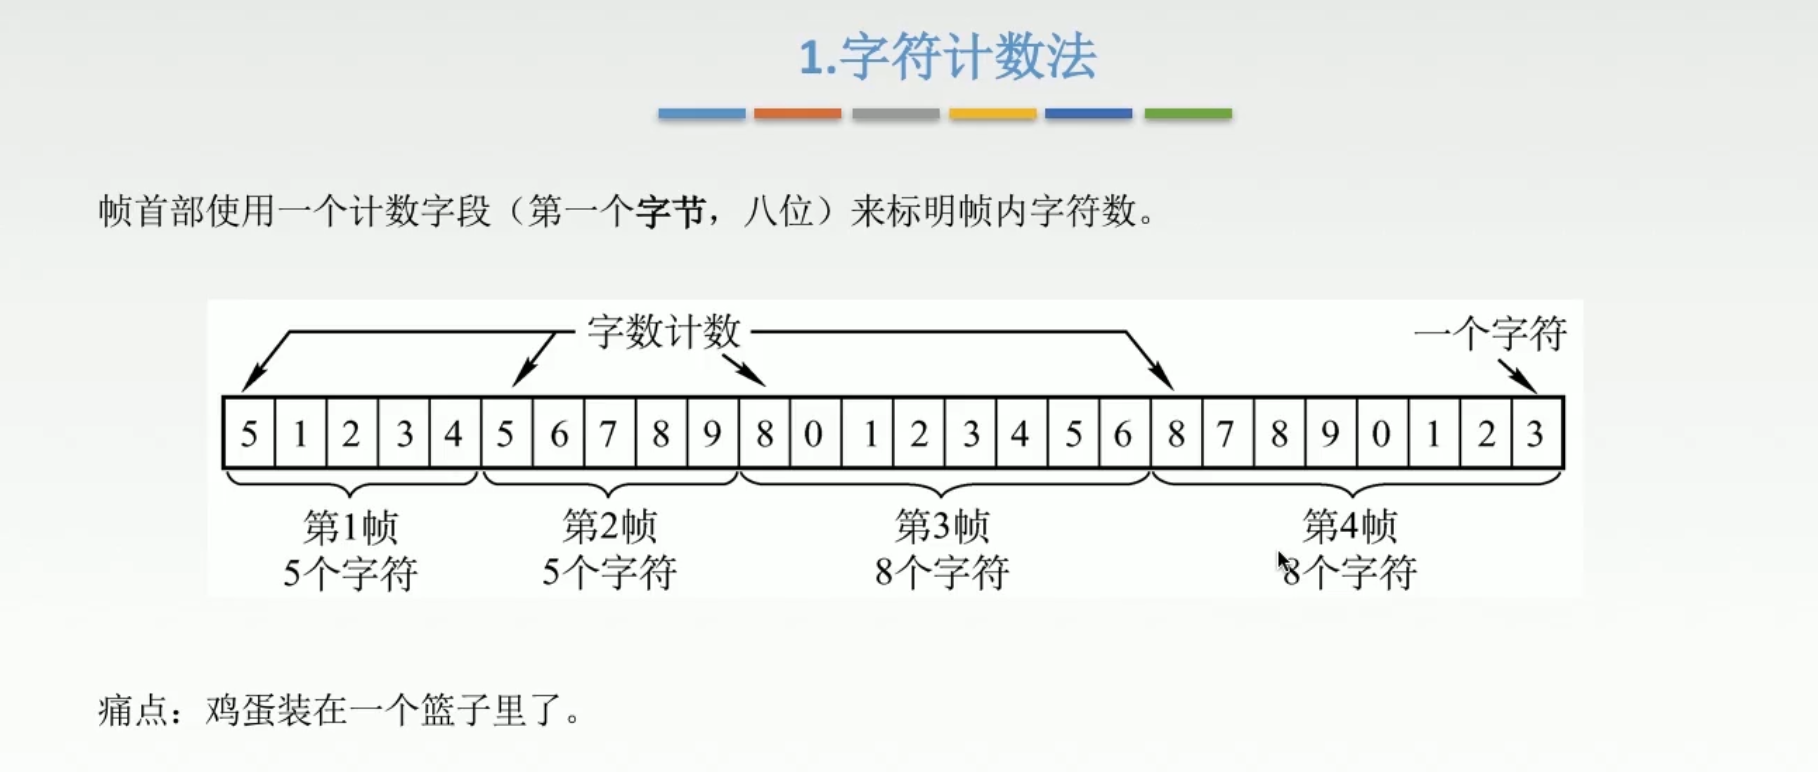 1.字符计数法
帧首部使用一个计数字段（第一个字节，八位）来标明帧内字符数。
字数计数
一个字符
5 1 2 3 4 5 6 7 8 9 8 0 1 2 3 4 5 6 8 7 8 9 0 1 2 3
第1帧 第2帧 第3帧 第4帧
5个字符 5个字符 8个字符 8个字符
痛点：鸡蛋装在一个篮子里了。